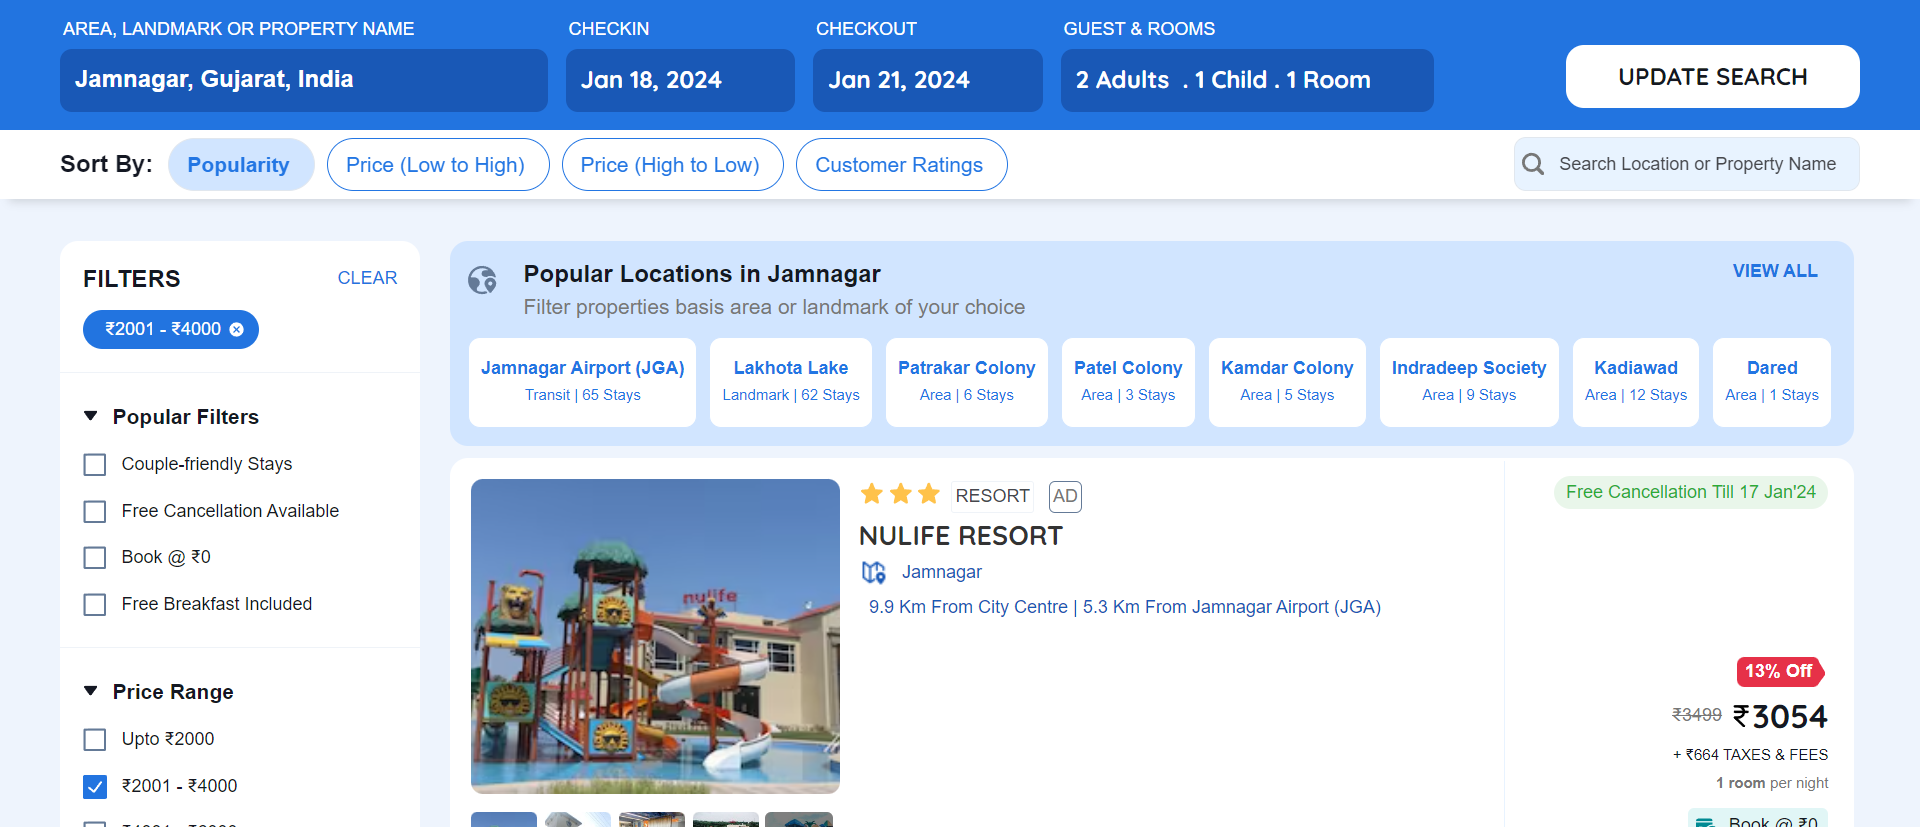 AREA, LANDMARK OR PROPERTY NAME
CHECKIN
CHECKOUT
GUEST & ROOMS
Jamnagar, Gujarat, India
Jan 18, 2024
Jan 21, 2024
2 Adults . 1 Child . 1 Room
UPDATE SEARCH
Sort By:
Popularity
Price (Low to High)
Price (High to Low)
Customer Ratings
Search Location or Property Name
FILTERS
CLEAR
₹2001 - ₹4000
Popular Filters
Couple-friendly Stays
Free Cancellation Available
Book @ ₹0
Free Breakfast Included
Price Range
Upto ₹2000
₹2001 - ₹4000
Popular Locations in Jamnagar
VIEW ALL
Filter properties basis area or landmark of your choice
Jamnagar Airport (JGA)
Transit | 65 Stays
Lakhota Lake
Landmark | 62 Stays
Patrakar Colony
Area | 6 Stays
Patel Colony
Area | 3 Stays
Kamdar Colony
Area | 5 Stays
Indradeep Society
Area | 9 Stays
Kadiawad
Area | 12 Stays
Dared
Area | 1 Stays
nulife
RESORT
AD
NULIFE RESORT
Jamnagar
9.9 Km From City Centre | 5.3 Km From Jamnagar Airport (JGA)
Free Cancellation Till 17 Jan'24
13% Off
₹3499 ₹3054
+ ₹664 TAXES & FEES
1 room per night
Book @ ₹0